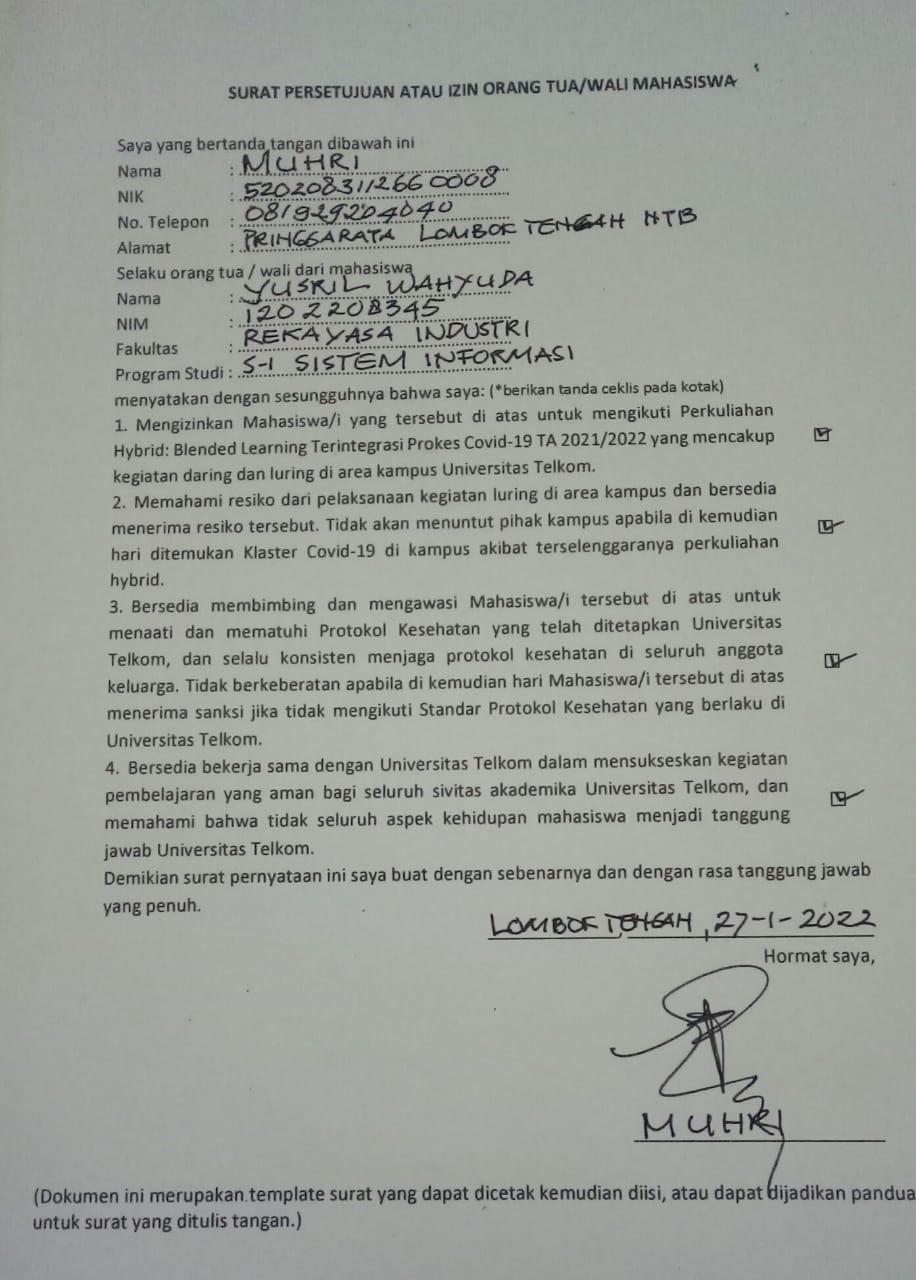 SURAT PERSETUJUAN ATAU IZIN ORANG TUA/WALI MAHASISWA
Saya yang bertanda tangan dibawah ini
Nama : MUHRI
NIK : 5202083112660008
No. Telepon : 081929204040
Alamat : PRINGGARATA LOMBOK TENGAH NTB
Selaku orang tua / wali dari mahasiswa
Nama : YUSRIL WAHYUDA
NIM : 1202208345
Fakultas : REKAYASA INDUSTRI
Program Studi : S-1 SISTEM INFORMASI
menyatakan dengan sesungguhnya bahwa saya: (*berikan tanda ceklis pada kotak)
1. Mengizinkan Mahasiswa/i yang tersebut di atas untuk mengikuti Perkuliahan
Hybrid: Blended Learning Terintegrasi Prokes Covid-19 TA 2021/2022 yang mencakup
kegiatan daring dan luring di area kampus Universitas Telkom.
2. Memahami resiko dari pelaksanaan kegiatan luring di area kampus dan bersedia
menerima resiko tersebut. Tidak akan menuntut pihak kampus apabila di kemudian
hari ditemukan Klaster Covid-19 di kampus akibat terselenggaranya perkuliahan
hybrid.
3. Bersedia membimbing dan mengawasi Mahasiswa/i tersebut di atas untuk
menaati dan mematuhi Protokol Kesehatan yang telah ditetapkan Universitas
Telkom, dan selalu konsisten menjaga protokol kesehatan di seluruh anggota
keluarga. Tidak berkeberatan apabila di kemudian hari Mahasiswa/i tersebut di atas
menerima sanksi jika tidak mengikuti Standar Protokol Kesehatan yang berlaku di
Universitas Telkom.
4. Bersedia bekerja sama dengan Universitas Telkom dalam mensukseskan kegiatan
pembelajaran yang aman bagi seluruh sivitas akademika Universitas Telkom, dan
memahami bahwa tidak seluruh aspek kehidupan mahasiswa menjadi tanggung
jawab Universitas Telkom.
Demikian surat pernyataan ini saya buat dengan sebenarnya dan dengan rasa tanggung jawab
yang penuh.
LOMBOK TENGAH, 27-1-2022
Hormat saya,
MUHRI
(Dokumen ini merupakan template surat yang dapat dicetak kemudian diisi, atau dapat dijadikan pandua
untuk surat yang ditulis tangan.)